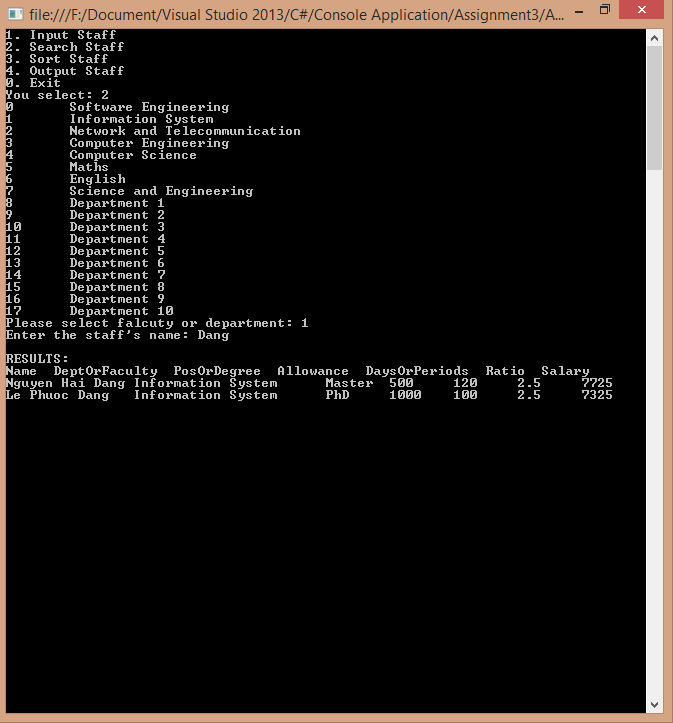 file:///F:/Document/Visual Studio 2013/C#/Console Application/Assignment3/A...
1. Input Staff
2. Search Staff
3. Sort Staff
4. Output Staff
0. Exit
You select: 2
0 Software Engineering
1 Information System
2 Network and Telecommunication
3 Computer Engineering
4 Computer Science
5 Maths
6 English
7 Science and Engineering
8 Department 1
9 Department 2
10 Department 3
11 Department 4
12 Department 5
13 Department 6
14 Department 7
15 Department 8
16 Department 9
17 Department 10
Please select falcuty or department: 1
Enter the staff's name: Dang
RESULTS:
Name DeptOrFaculty PosOrDegree Allowance DaysOrPeriods Ratio Salary
Nguyen Hai Dang Information System Master 500 120 2.5 7725
Le Phuoc Dang Information System PhD 1000 100 2.5 7325